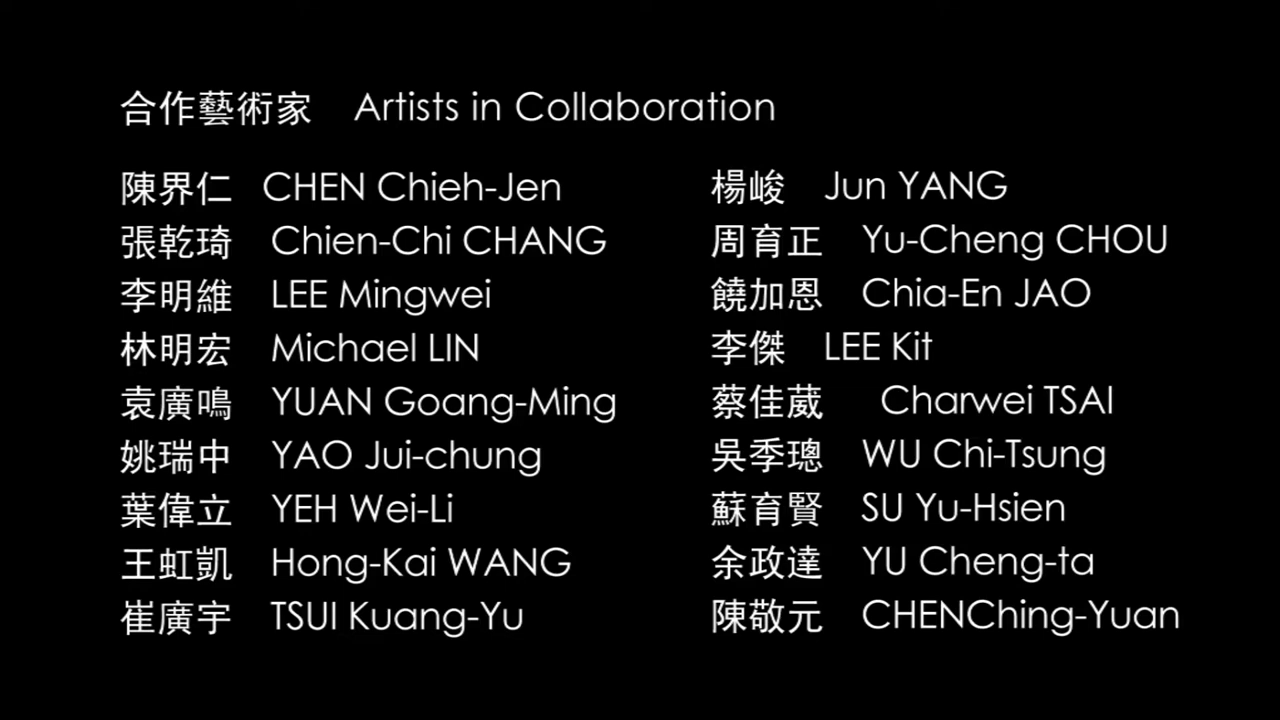 合作藝術家 Artists in Collaboration
陳界仁 CHEN Chieh-Jen
張乾琦 Chien-Chi CHANG
李明維 LEE Mingwei
林明宏 Michael LIN
袁廣鳴 YUAN Goang-Ming
姚瑞中 YAO Jui-chung
葉偉立 YEH Wei-Li
王虹凱 Hong-Kai WANG
崔廣宇 TSUI Kuang-Yu
楊峻 Jun YANG
周育正 Yu-Cheng CHOU
饒加恩 Chia-En JAO
李傑 LEE Kit
蔡佳葳 Charwei TSAI
吳季璁 WU Chi-Tsung
蘇育賢 SU Yu-Hsien
余政達 YU Cheng-ta
陳敬元 CHENChing-Yuan